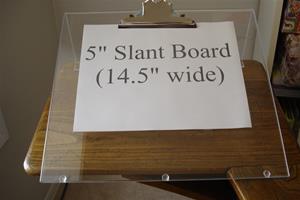 5" Slant Board
(14.5" wide)